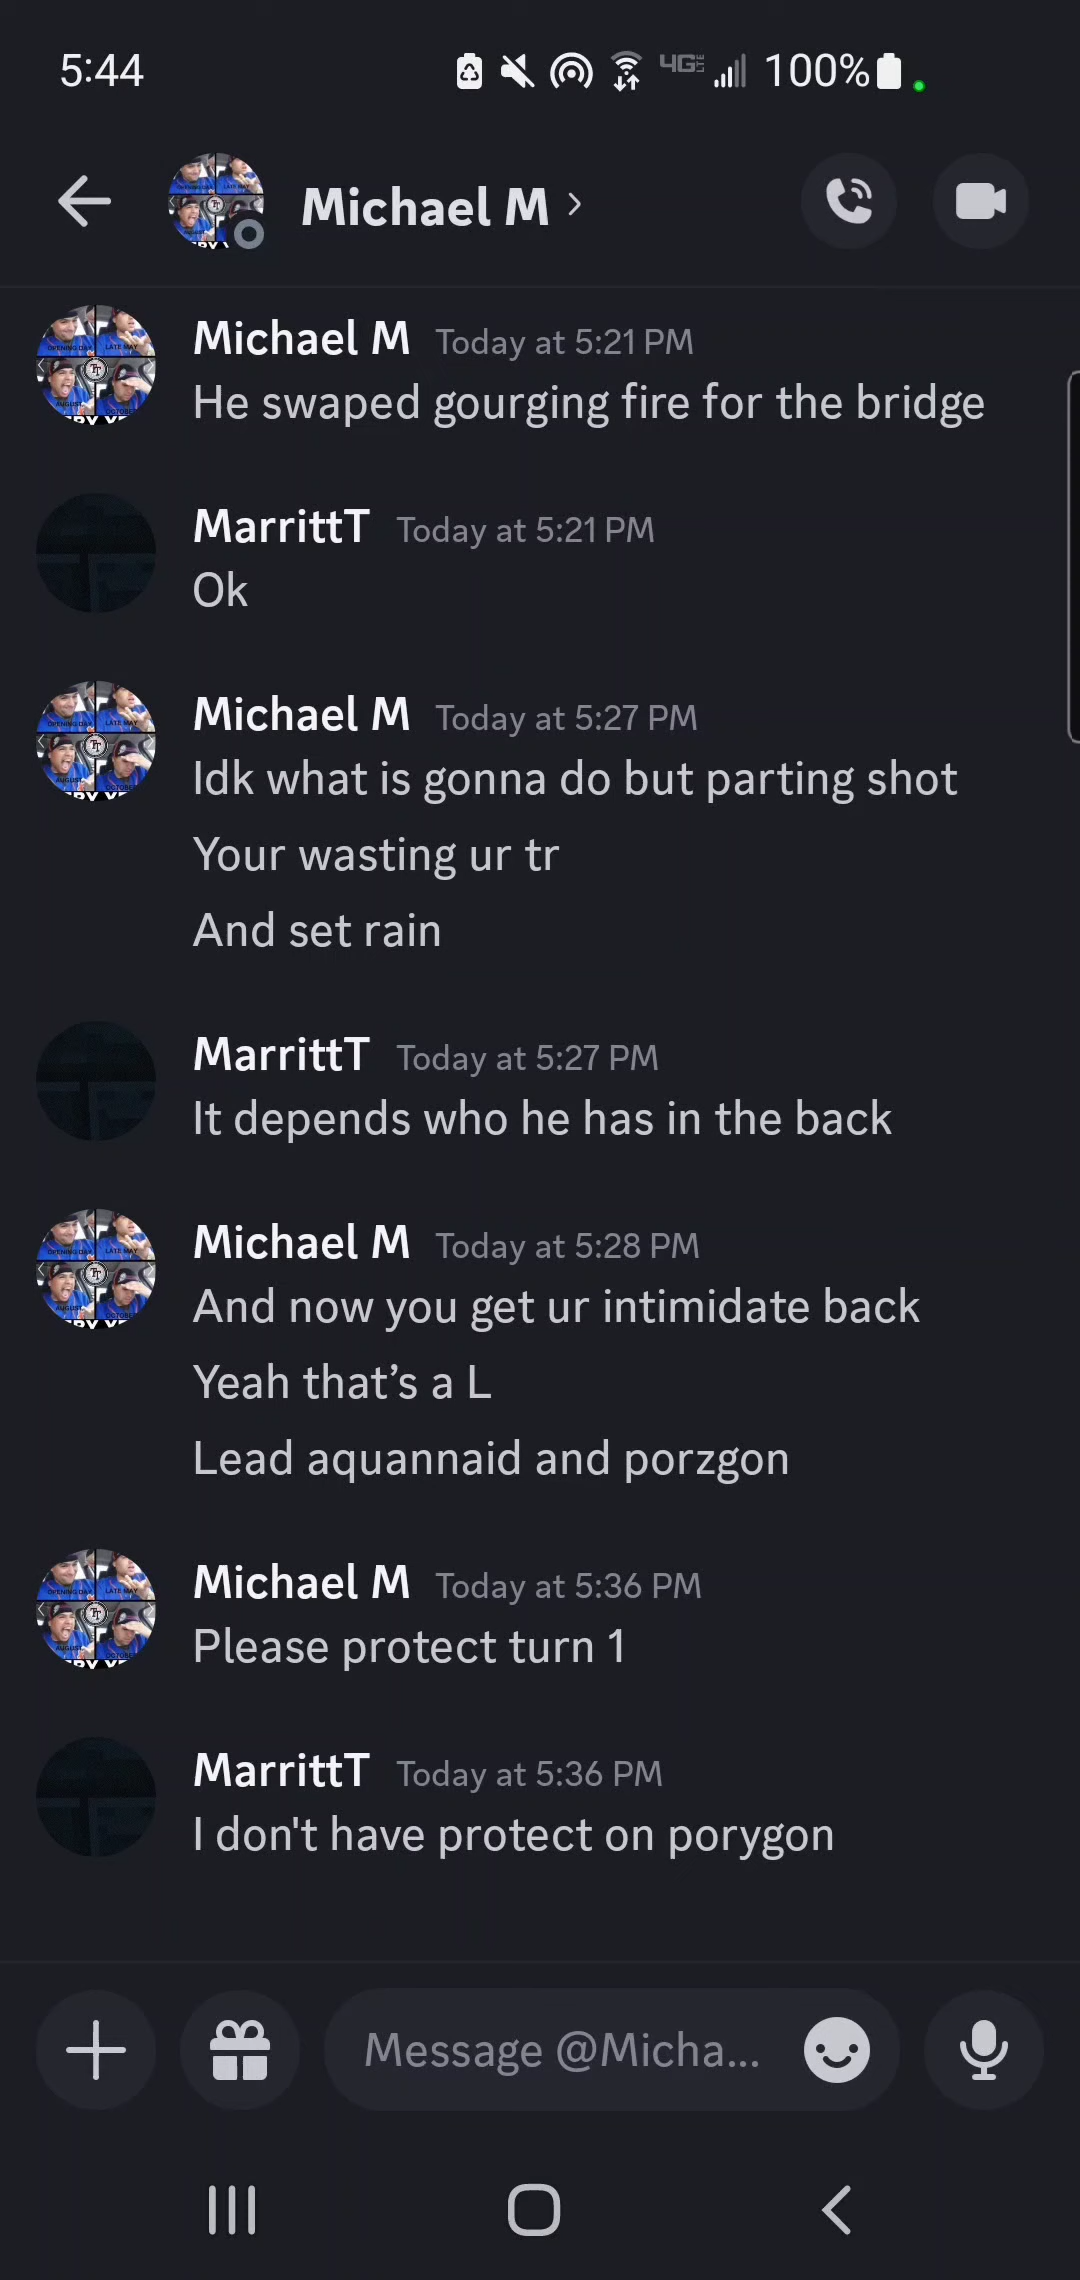 5:44
4G LTE
100%
Michael M
Michael M Today at 5:21 PM
He swaped gourging fire for the bridge
MarrittT Today at 5:21 PM
Ok
Michael M Today at 5:27 PM
Idk what is gonna do but parting shot
Your wasting ur tr
And set rain
MarrittT Today at 5:27 PM
It depends who he has in the back
Michael M Today at 5:28 PM
And now you get ur intimidate back
Yeah that’s a L
Lead aquannaid and porzgon
Michael M Today at 5:36 PM
Please protect turn 1
MarrittT Today at 5:36 PM
I don't have protect on porygon
Message @Micha...